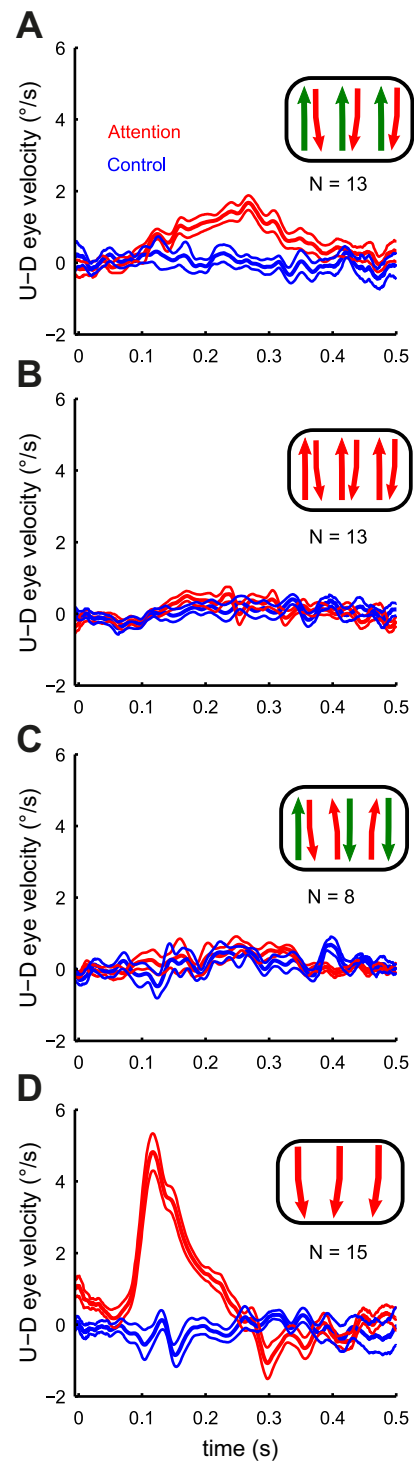 A
U−D eye velocity (°/s)
6
4
2
0
−2
Attention
Control
N = 13
0
0.1
0.2
0.3
0.4
0.5
B
U−D eye velocity (°/s)
6
4
2
0
−2
N = 13
0
0.1
0.2
0.3
0.4
0.5
C
U−D eye velocity (°/s)
6
4
2
0
−2
N = 8
0
0.1
0.2
0.3
0.4
0.5
D
U−D eye velocity (°/s)
6
4
2
0
−2
N = 15
0
0.1
0.2
0.3
0.4
0.5
time (s)